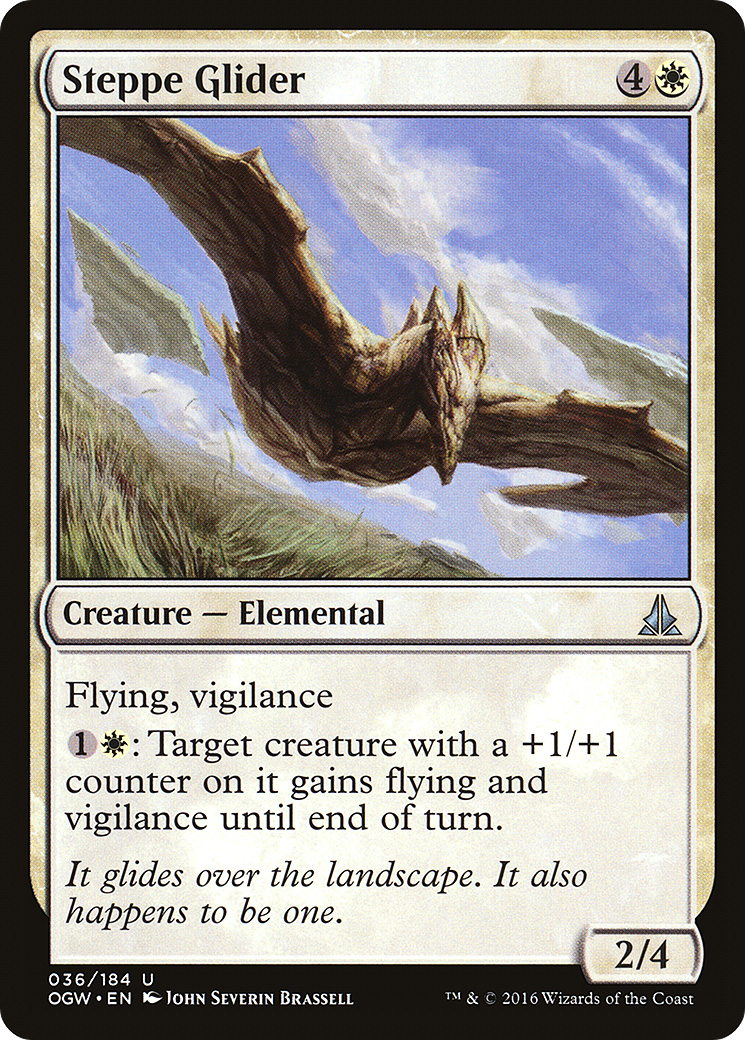 Steppe Glider
4
Creature — Elemental
Flying, vigilance
1: Target creature with a +1/+1
counter on it gains flying and
vigilance until end of turn.
It glides over the landscape. It also
happens to be one.
2/4
036/184 U
OGW • EN John Severin Brassell
™ & © 2016 Wizards of the Coast